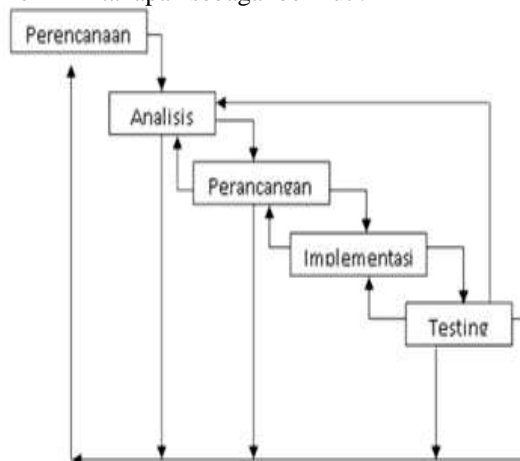 Perencanaan
Analisis
Perancangan
Implementasi
Testing